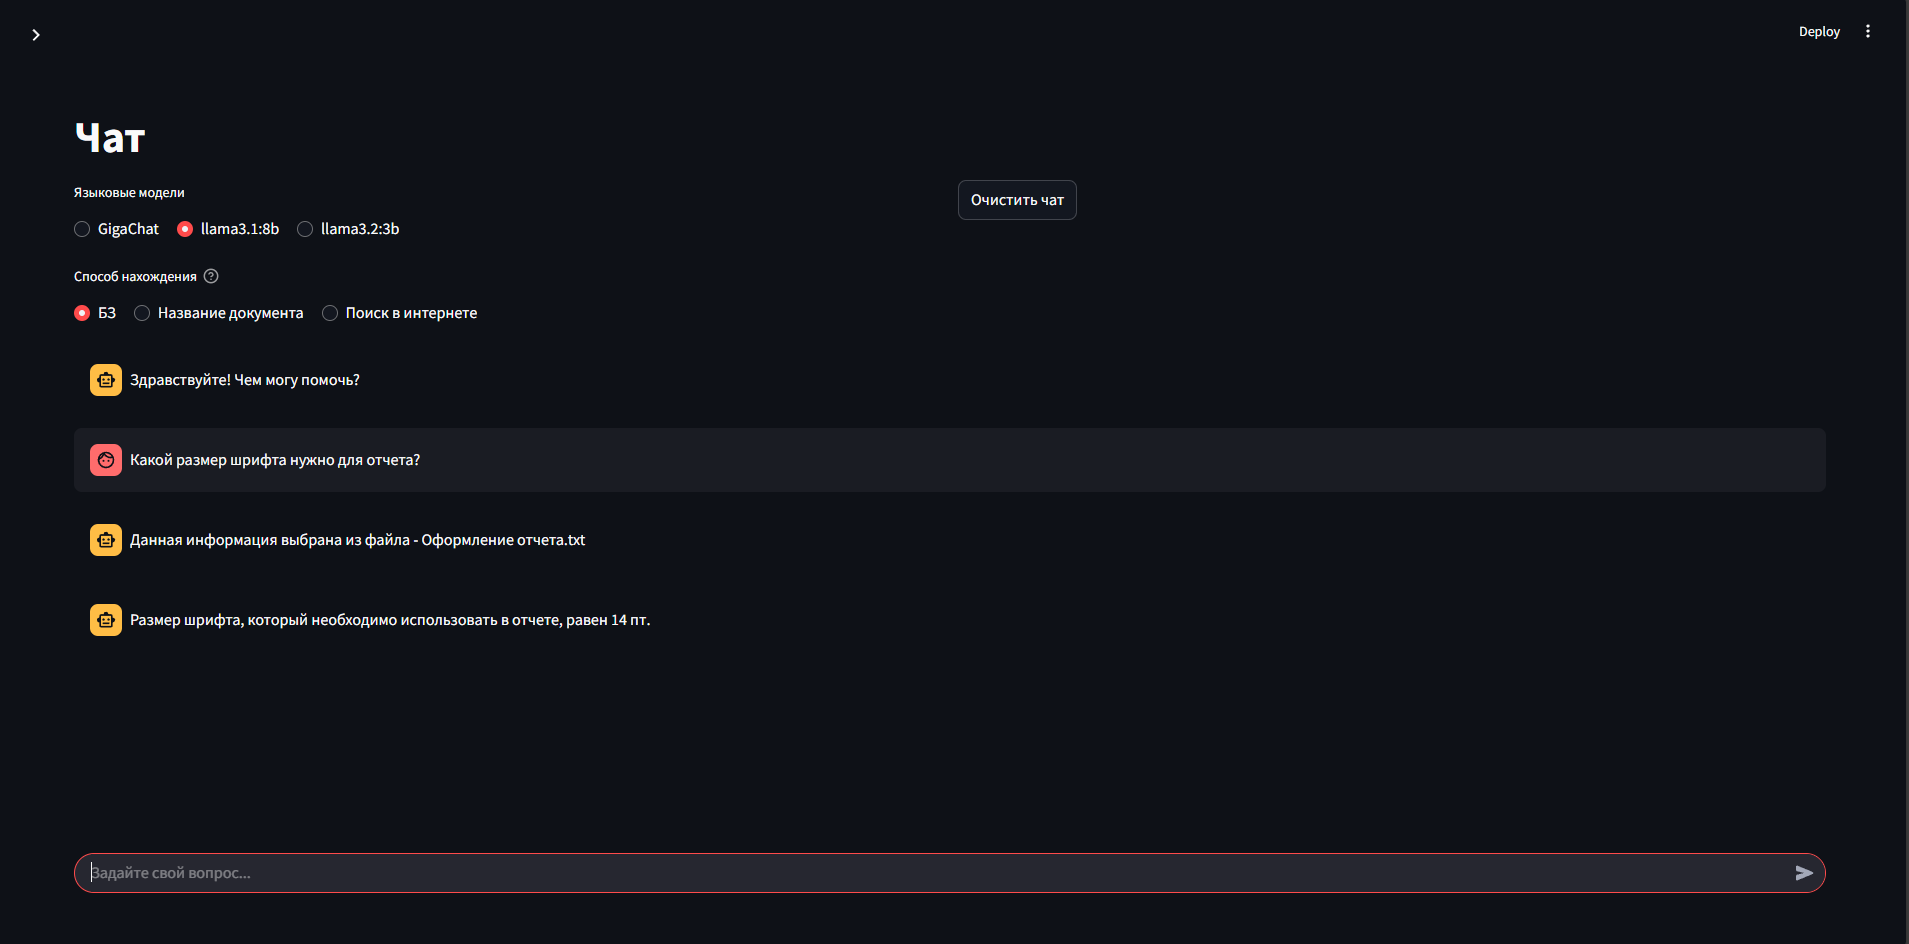 Deploy
Чат
Языковые модели
Очистить чат
GigaChat llama3.1:8b llama3.2:3b
Способ нахождения
БЗ Название документа Поиск в интернете
Здравствуйте! Чем могу помочь?
Какой размер шрифта нужно для отчета?
Данная информация выбрана из файла - Оформление отчета.txt
Размер шрифта, который необходимо использовать в отчете, равен 14 пт.
Задайте свой вопрос...